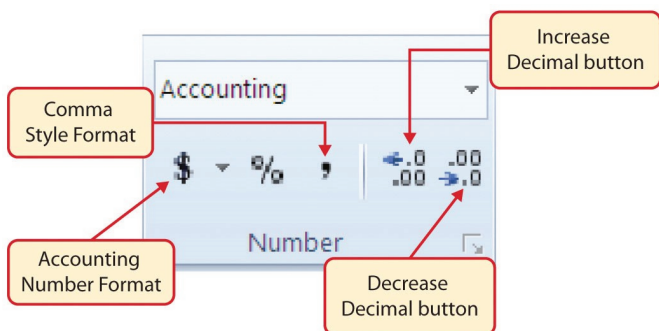 Increase
Decimal button
Accounting
Comma
Style Format
$ % , .0 .00
.00 .0
Accounting
Number Format
Number
Decrease
Decimal button